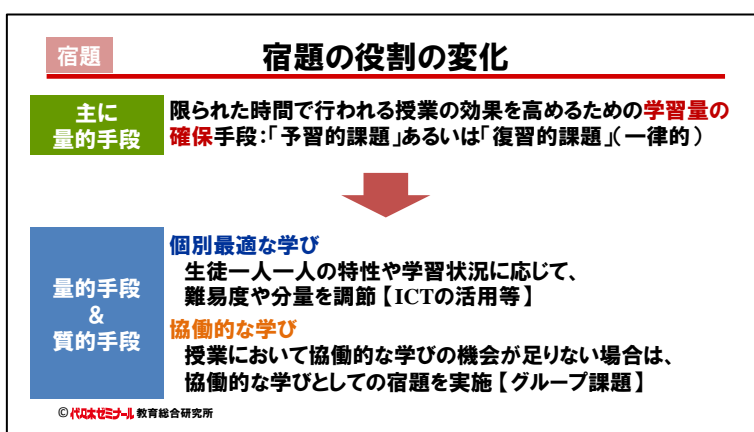 宿題
宿題の役割の変化
主に
量的手段
限られた時間で行われる授業の効果を高めるための学習量の
確保手段:「予習的課題」あるいは「復習的課題」(一律的)
量的手段
&
質的手段
個別最適な学び
生徒一人一人の特性や学習状況に応じて、
難易度や分量を調節【ICTの活用等】
協働的な学び
授業において協働的な学びの機会が足りない場合は、
協働的な学びとしての宿題を実施【グループ課題】
©代々木ゼミナール 教育総合研究所